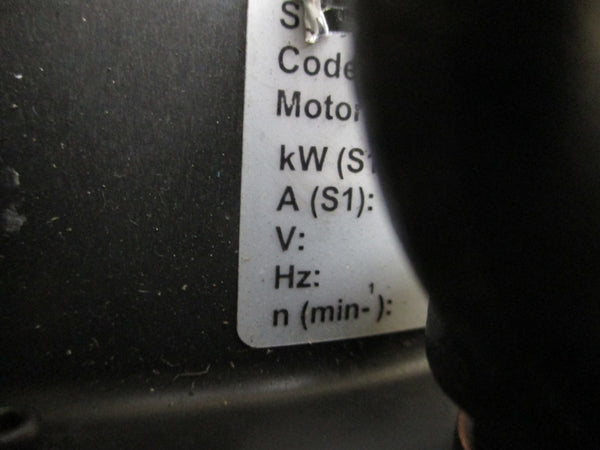 S
Code
Motor
kW (S1
A (S1):
V:
Hz:
n (min-¹):